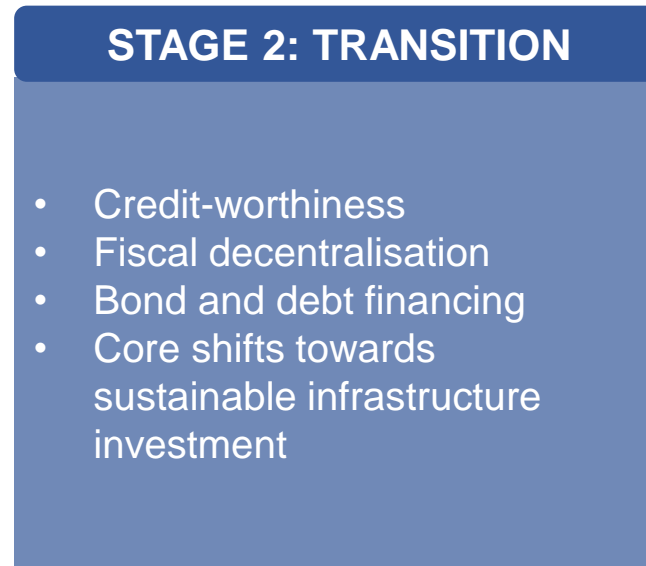 STAGE 2: TRANSITION
• Credit-worthiness
• Fiscal decentralisation
• Bond and debt financing
• Core shifts towards
sustainable infrastructure
investment